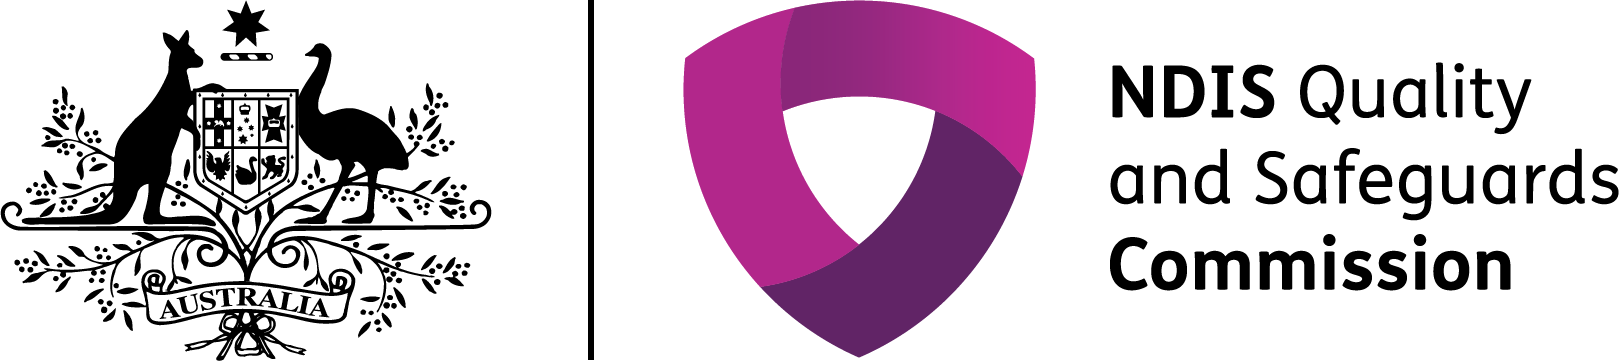 AUSTRALIA
NDIS Quality
and Safeguards
Commission